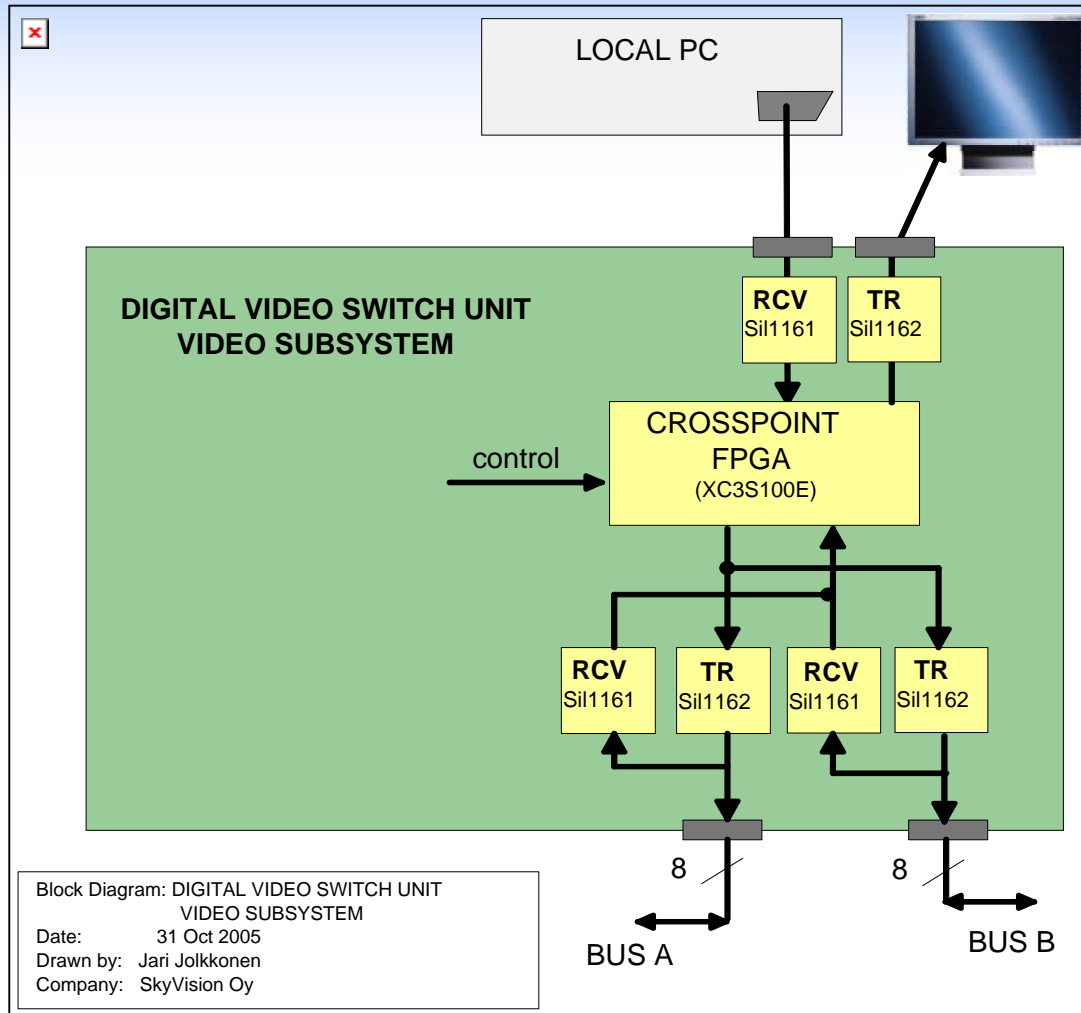 LOCAL PC
DIGITAL VIDEO SWITCH UNIT
VIDEO SUBSYSTEM
RCV
Sil1161
TR
Sil1162
CROSSPOINT
FPGA
(XC3S100E)
control
RCV
Sil1161
TR
Sil1162
RCV
Sil1161
TR
Sil1162
8
8
BUS A
BUS B
Block Diagram: DIGITAL VIDEO SWITCH UNIT
VIDEO SUBSYSTEM
Date: 31 Oct 2005
Drawn by: Jari Jolkkonen
Company: SkyVision Oy